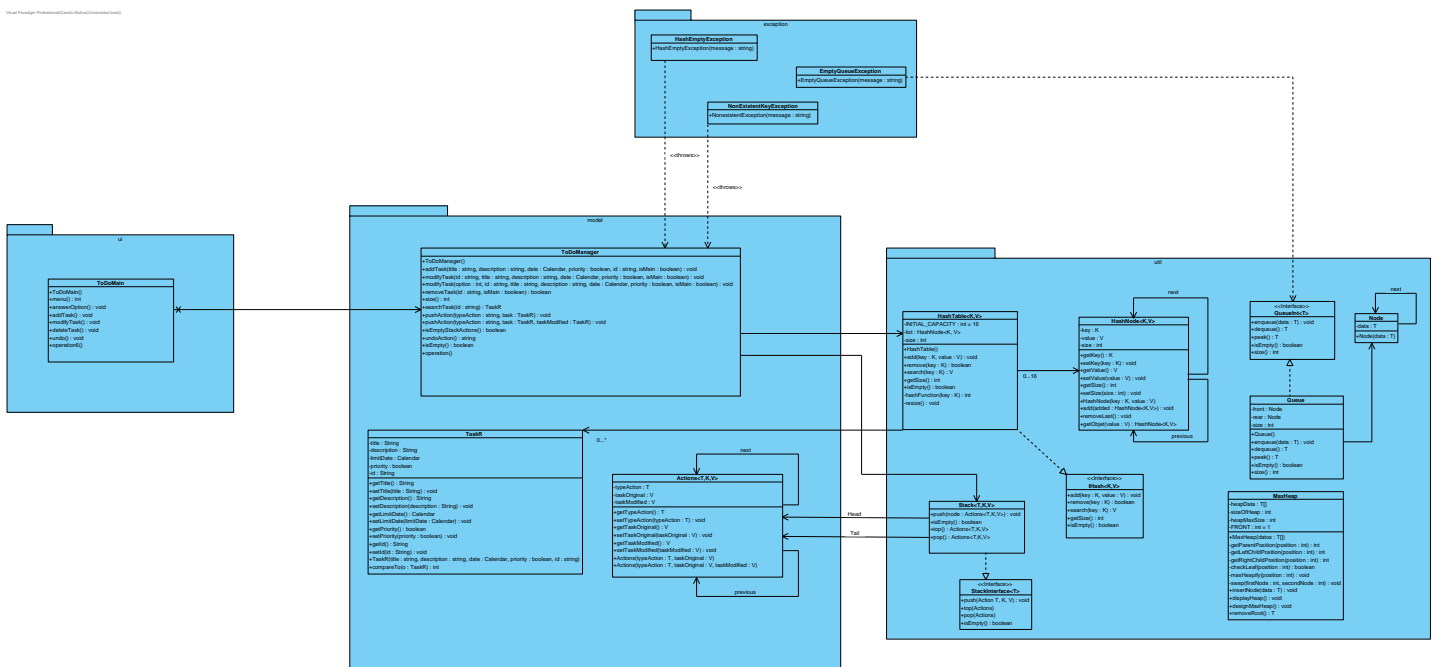 Visual Paradigm Professional(Camilo Molina(Universidad Icesi))
exception
HashEmptyException
+HashEmptyException(message : string)
EmptyQueueException
+EmptyQueueException(message : string)
NonExistentKeyException
+NonexistentException(message : string)
<<throws>>
<<throws>>
ui
ToDoMain
+ToDoMain()
+menu() : int
+answerOption() : void
+addTask() : void
+modifyTask() : void
+deleteTask() : void
+undo() : void
+operation6()
model
ToDoManager
+ToDoManager()
+addTask(title : string, description : string, date : Calendar, priority : boolean, id : string, isMain : boolean) : void
+modifyTask(id : string, title : string, description : string, date : Calendar, priority : boolean, isMain : boolean) : void
+modifyTask(option : int, id : string, title : string, description : string, date : Calendar, priority : boolean, isMain : boolean) : void
+removeTask(id : string, isMain : boolean) : boolean
+size() : int
+searchTask(id : string) : TaskR
+pushAction(typeAction : string, task : TaskR) : void
+pushAction(typeAction : string, task : TaskR, taskModified : TaskR) : void
+isEmptyStackActions() : boolean
+undoAction() : string
+isEmpty() : boolean
+operation()
TaskR
-title : String
-description : String
-limitDate : Calendar
-priority : boolean
-id : String
+getTitle() : String
+setTitle(title : String) : void
+getDescription() : String
+setDescription(description : String) : void
+getLimitDate() : Calendar
+setLimitDate(limitDate : Calendar) : void
+getPriority() : boolean
+setPriority(priority : boolean) : void
+getId() : String
+setId(id : String) : void
+TaskR(title : string, description : string, date : Calendar, priority : boolean, id : string)
+compareTo(o : TaskR) : int
0...*
next
Actions<T,K,V>
-typeAction : T
-taskOriginal : V
-taskModified : V
+getTypeAction() : T
+setTypeAction(typeAction : T) : void
+getTaskOriginal() : V
+setTaskOriginal(taskOriginal : V) : void
+getTaskModified() : V
+setTaskModified(taskModified : V) : void
+Actions(typeAction : T, taskOriginal : V)
+Actions(typeAction : T, taskOriginal : V, taskModified : V)
previous
Head
Tail
util
HashTable<K,V>
-INITIAL_CAPACITY : int = 16
-list : HashNode<K, V>
-size : int
+HashTable()
+add(key : K, value : V) : void
+remove(key : K) : boolean
+search(key : K) : V
+getSize() : int
+isEmpty() : boolean
-hashFunction(key : K) : int
-resize() : void
0...16
next
HashNode<K,V>
-key : K
-value : V
-size : int
+getKey() : K
+setKey(key : K) : void
+getValue() : V
+setValue(value : V) : void
+getSize() : int
+setSize(size : int) : void
+HashNode(key : K, value : V)
+add(added : HashNode<K,V>) : void
+removeLast() : void
+getObjet(value : V) : HashNode<K,V>
previous
<<Interface>>
QueueInt<T>
+enqueue(data : T) : void
+dequeue() : T
+peek() : T
+isEmpty() : boolean
+size() : int
next
Node
-data : T
+Node(data : T)
Queue
-front : Node
-rear : Node
-size : int
+Queue()
+enqueue(data : T) : void
+dequeue() : T
+peek() : T
+isEmpty() : boolean
+size() : int
<<Interface>>
IHash<K,V>
+add(key : K, value : V) : void
+remove(key : K) : boolean
+search(key : K) : V
+getSize() : int
+isEmpty() : boolean
Stack<T,K,V>
+push(node : Actions<T,K,V>) : void
+isEmpty() : boolean
+top() : Actions<T,K,V>
+pop() : Actions<T,K,V>
<<Interface>>
StackInterface<T>
+push(Action T, K, V) : void
+top(Actions)
+pop(Actions)
+isEmpty() : boolean
MaxHeap
-heapData : T[]
-sizeOfHeap : int
-heapMaxSize : int
-FRONT : int = 1
+MaxHeap(datos : T[])
-getParentPosition(position : int) : int
-getLeftChildPosition(position : int) : int
-getRightChildPosition(position : int) : int
-checkLeaf(position : int) : boolean
-maxHeapify(position : int) : void
-swap(firstNode : int, secondNode : int) : void
+insertNode(data : T) : void
+displayHeap() : void
+designMaxHeap() : void
+removeRoot() : T